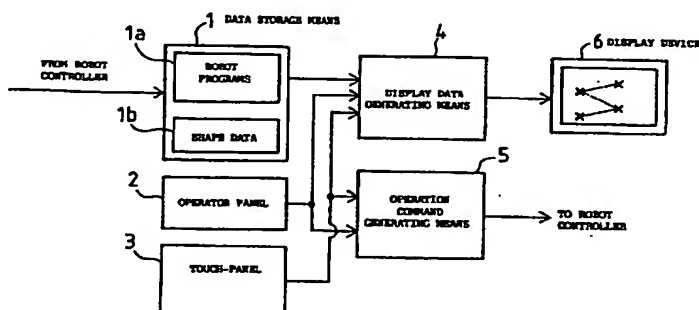 1 DATA STORAGE MEANS
1a
FROM ROBOT
CONTROLLER
ROBOT
PROGRAMS
1b
SHAPE DATA
4
DISPLAY DATA
GENERATING MEANS
6 DISPLAY DEVICE
2
OPERATOR PANEL
5
OPERATION
COMMAND
GENERATING MEANS
TO ROBOT
CONTROLLER
3
TOUCH-PANEL